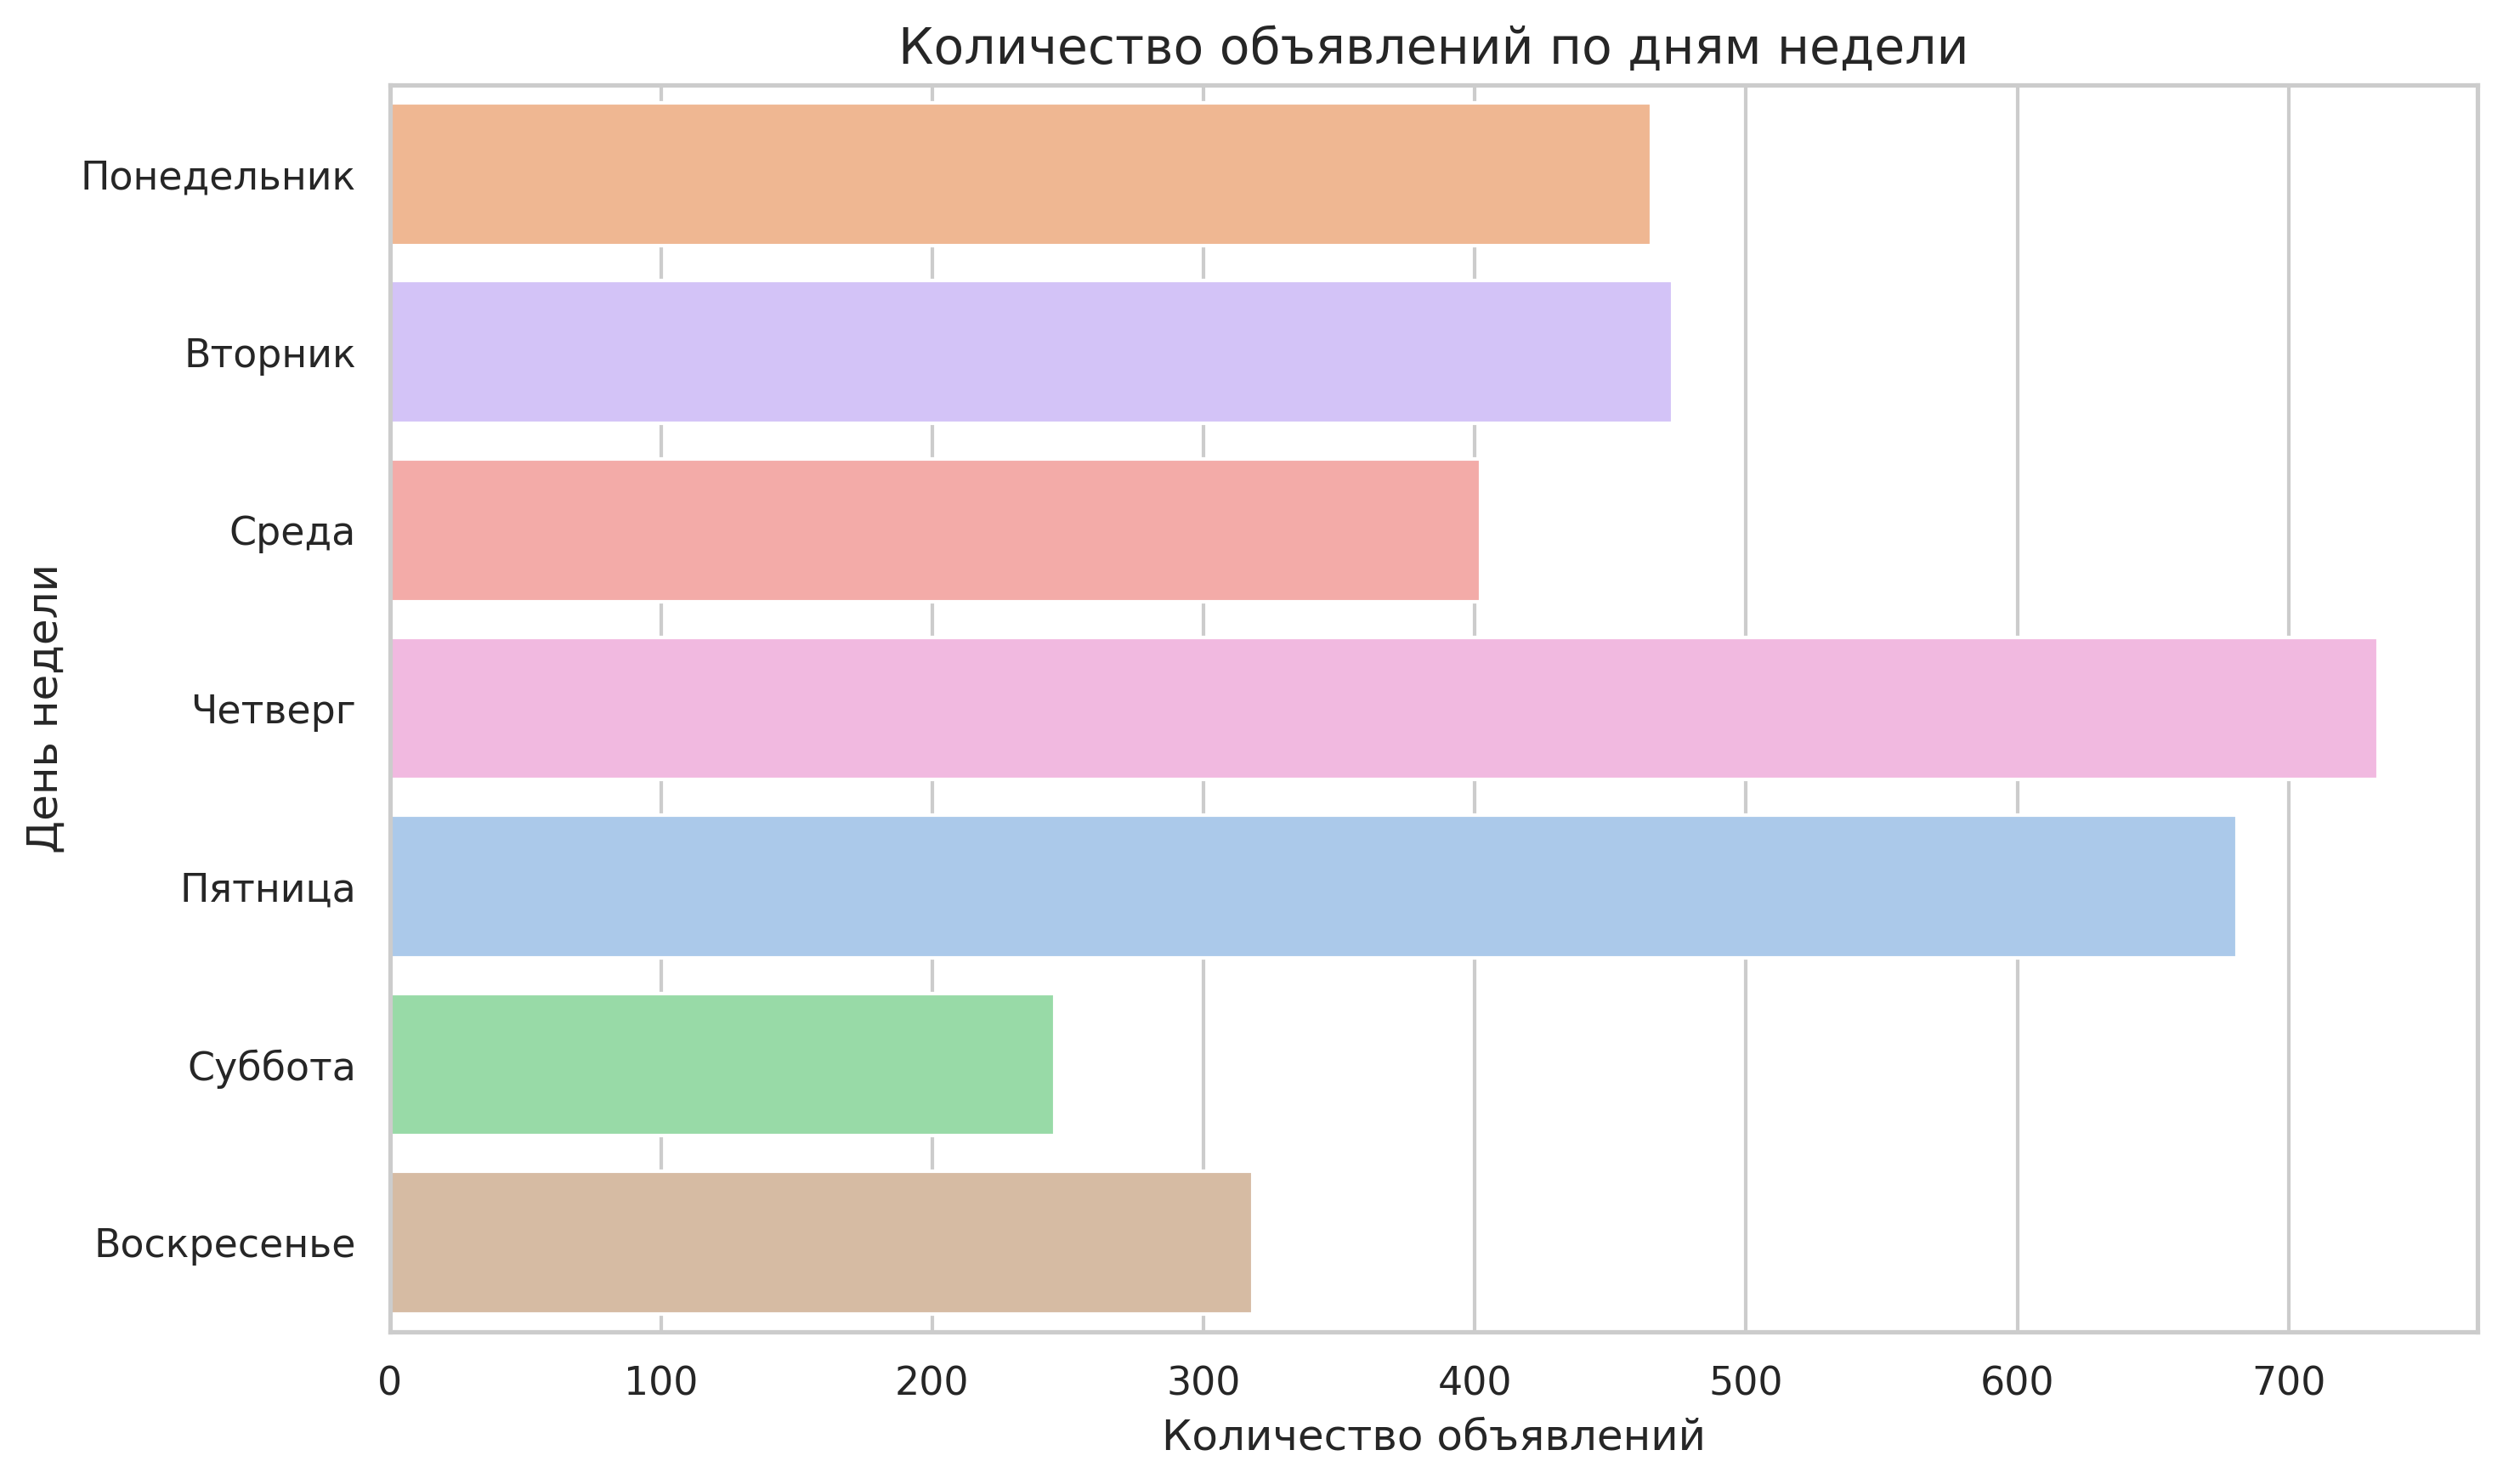 Количество объявлений по дням недели
Понедельник
Вторник
Среда
Четверг
Пятница
Суббота
Воскресенье
День недели
0 100 200 300 400 500 600 700
Количество объявлений